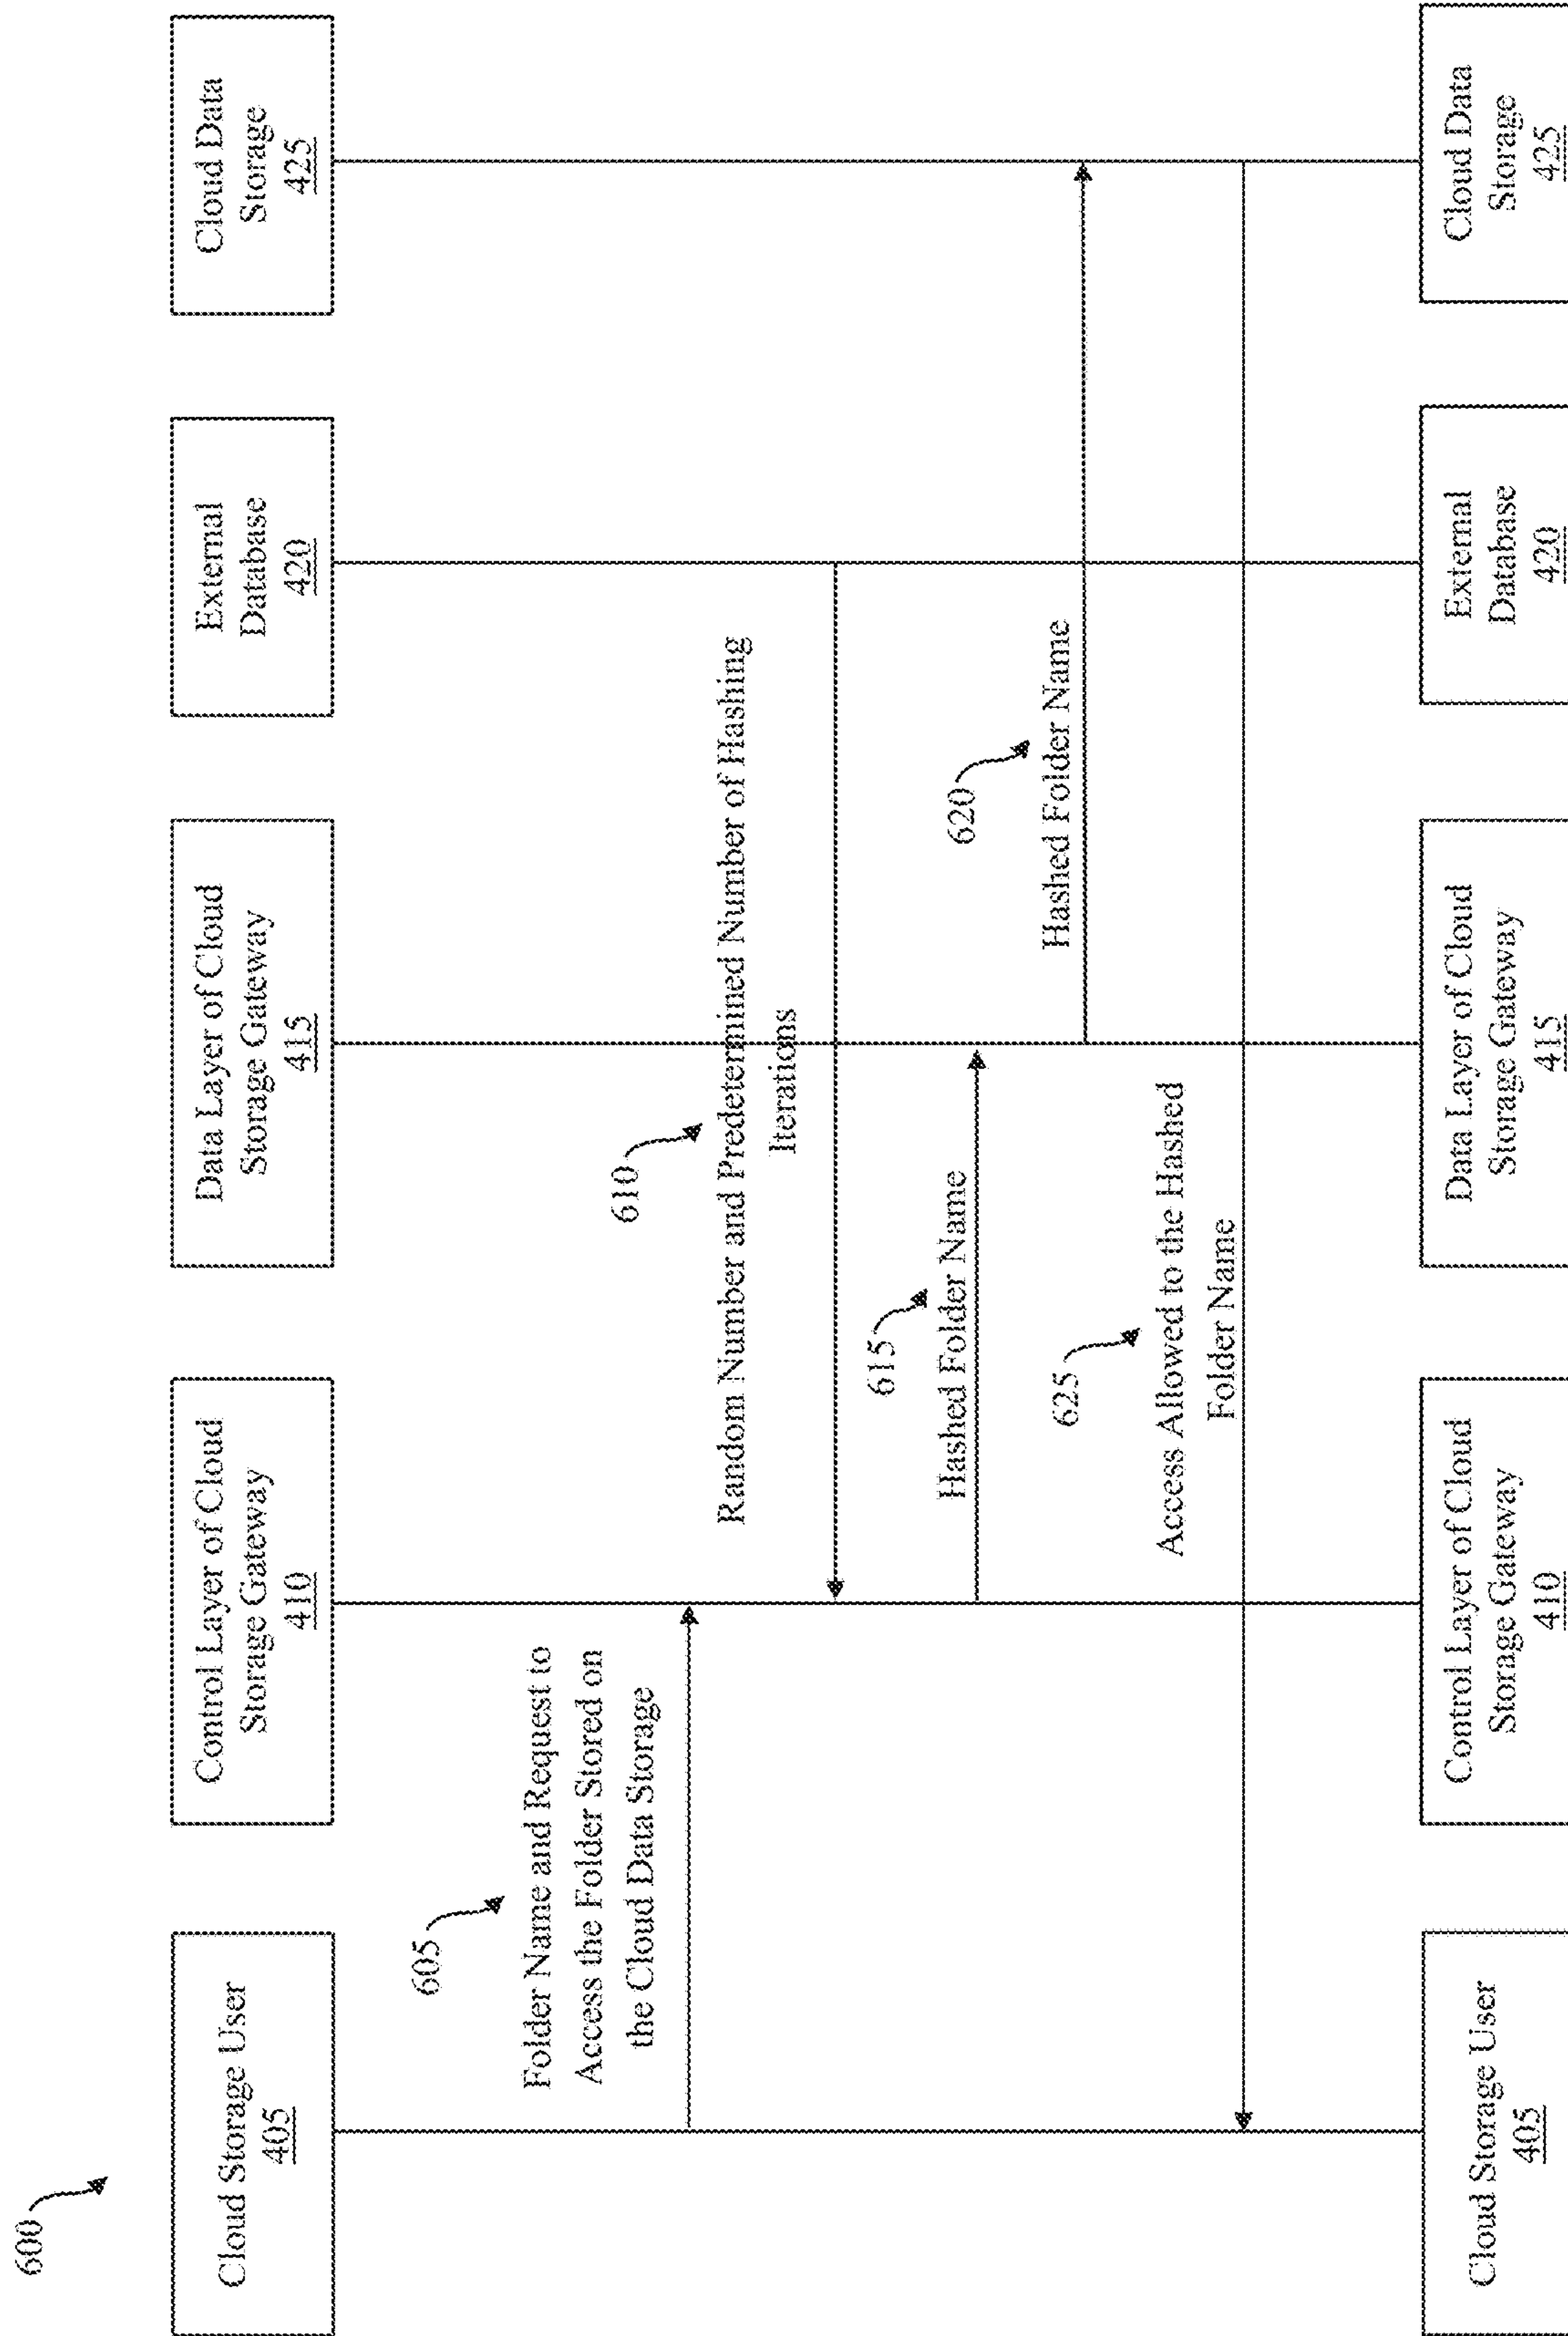 600
Cloud Storage User
405
Control Layer of Cloud
Storage Gateway
410
Data Layer of Cloud
Storage Gateway
415
External
Database
420
Cloud Data
Storage
425
605
Folder Name and Request to
Access the Folder Stored on
the Cloud Data Storage
610
Random Number and Predetermined Number of Hashing
Iterations
615
Hashed Folder Name
620
Hashed Folder Name
625
Access Allowed to the Hashed
Folder Name
Cloud Storage User
405
Control Layer of Cloud
Storage Gateway
410
Data Layer of Cloud
Storage Gateway
415
External
Database
420
Cloud Data
Storage
425